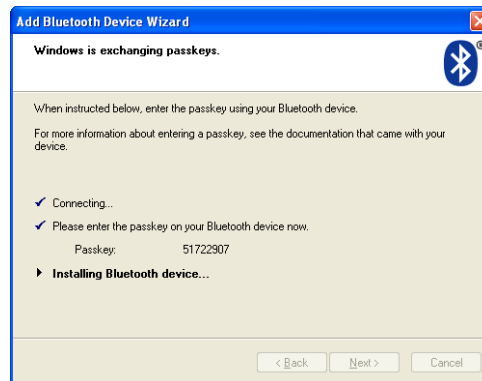 Add Bluetooth Device Wizard
Windows is exchanging passkeys.
When instructed below, enter the passkey using your Bluetooth device.
For more information about entering a passkey, see the documentation that came with your
device.
Connecting...
Please enter the passkey on your Bluetooth device now.
Passkey: 51722907
Installing Bluetooth device...
< Back Next > Cancel